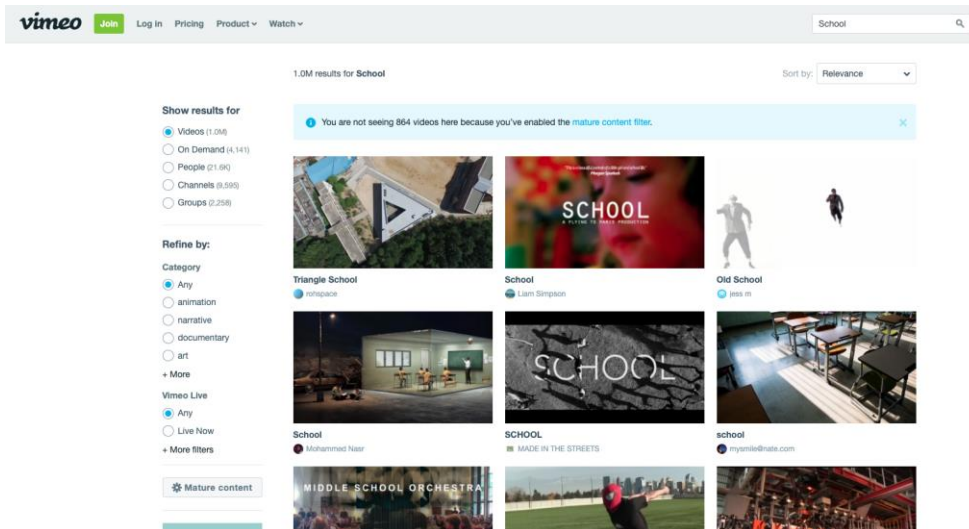 vimeo Join Log in Pricing Product Watch School
1.0M results for School Sort by: Relevance
Show results for
Videos (1.0M)
On Demand (4,141)
People (21.6K)
Channels (9,595)
Groups (2,258)
Refine by:
Category
Any
animation
narrative
documentary
art
+ More
Vimeo Live
Any
Live Now
+ More filters
Mature content
You are not seeing 864 videos here because you've enabled the mature content filter.
SCHOOL
A FLYING TO PARIS PRODUCTION
Triangle School
rohspace
School
Liam Simpson
Old School
jess m
SCHOOL
School
Mohammed Nasr
SCHOOL
MADE IN THE STREETS
school
mysmile@nate.com
MIDDLE SCHOOL ORCHESTRA